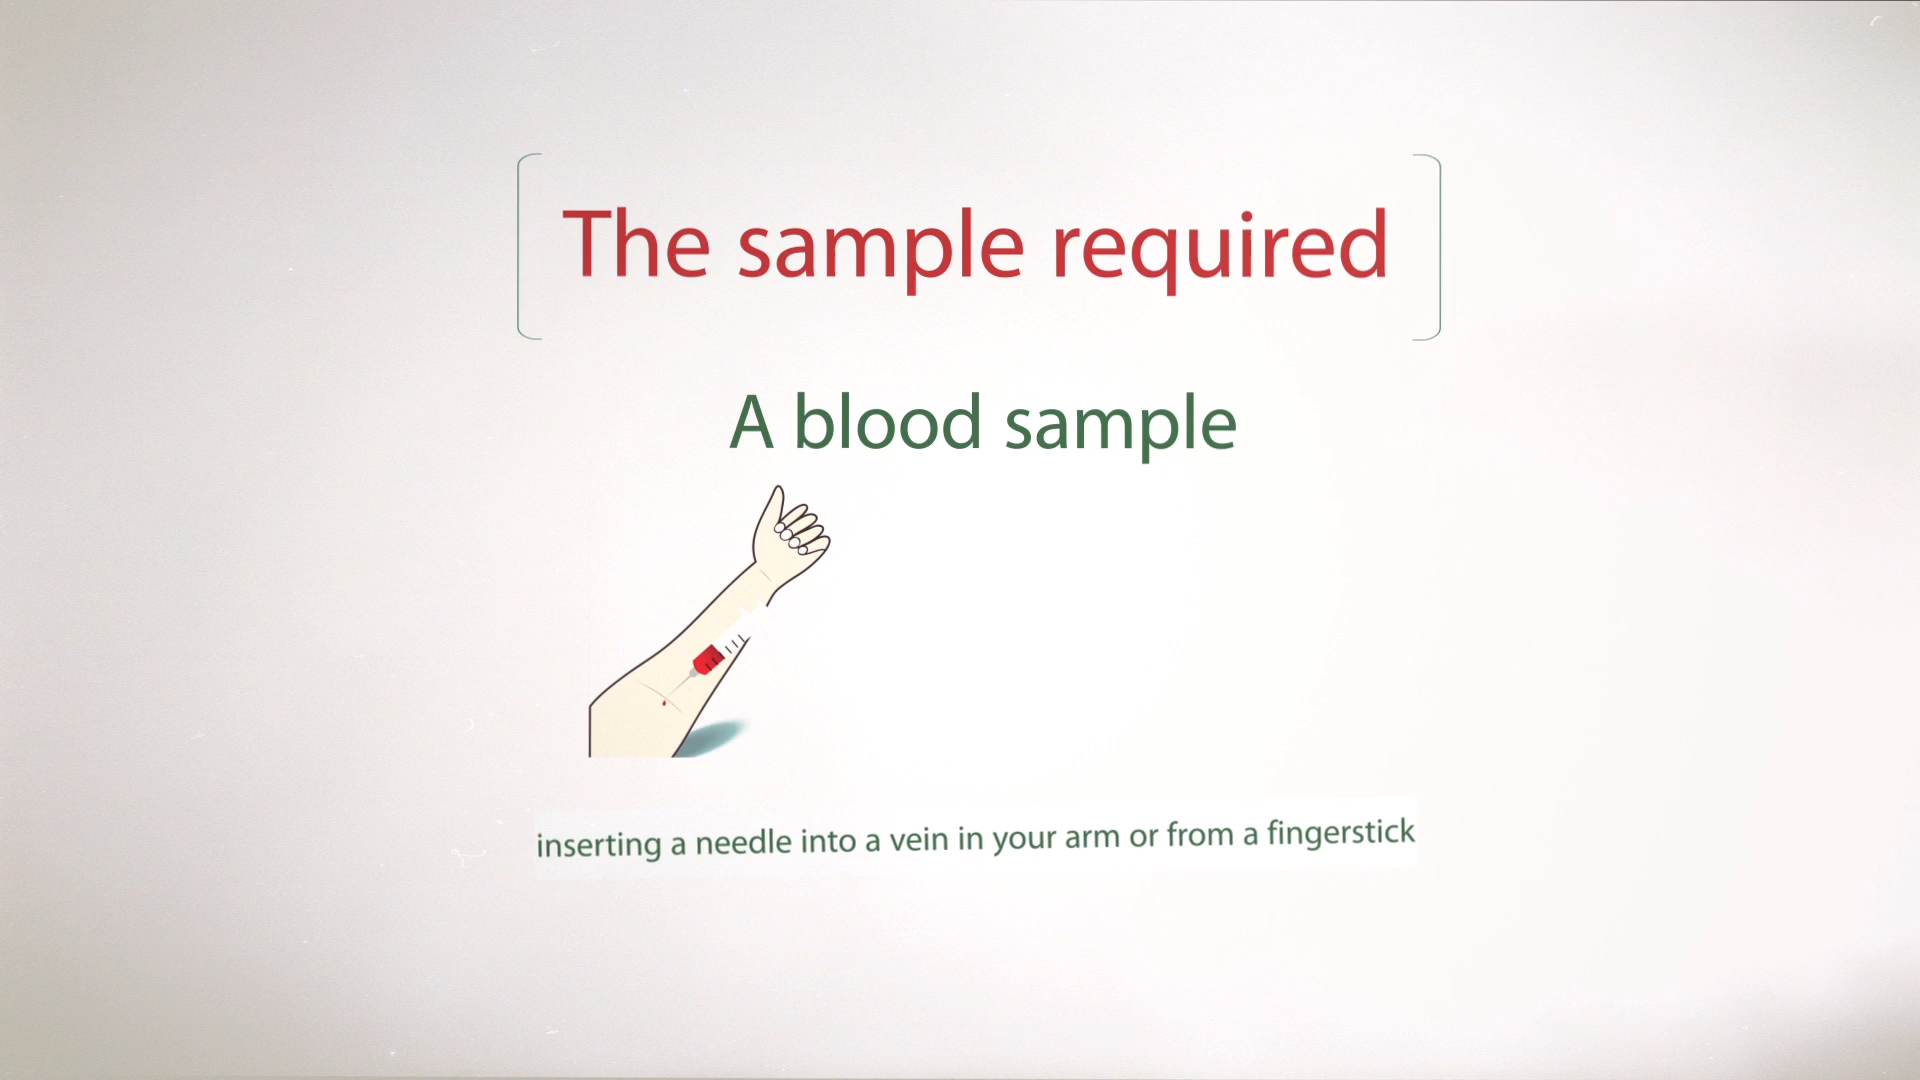 The sample required
A blood sample
inserting a needle into a vein in your arm or from a fingerstick